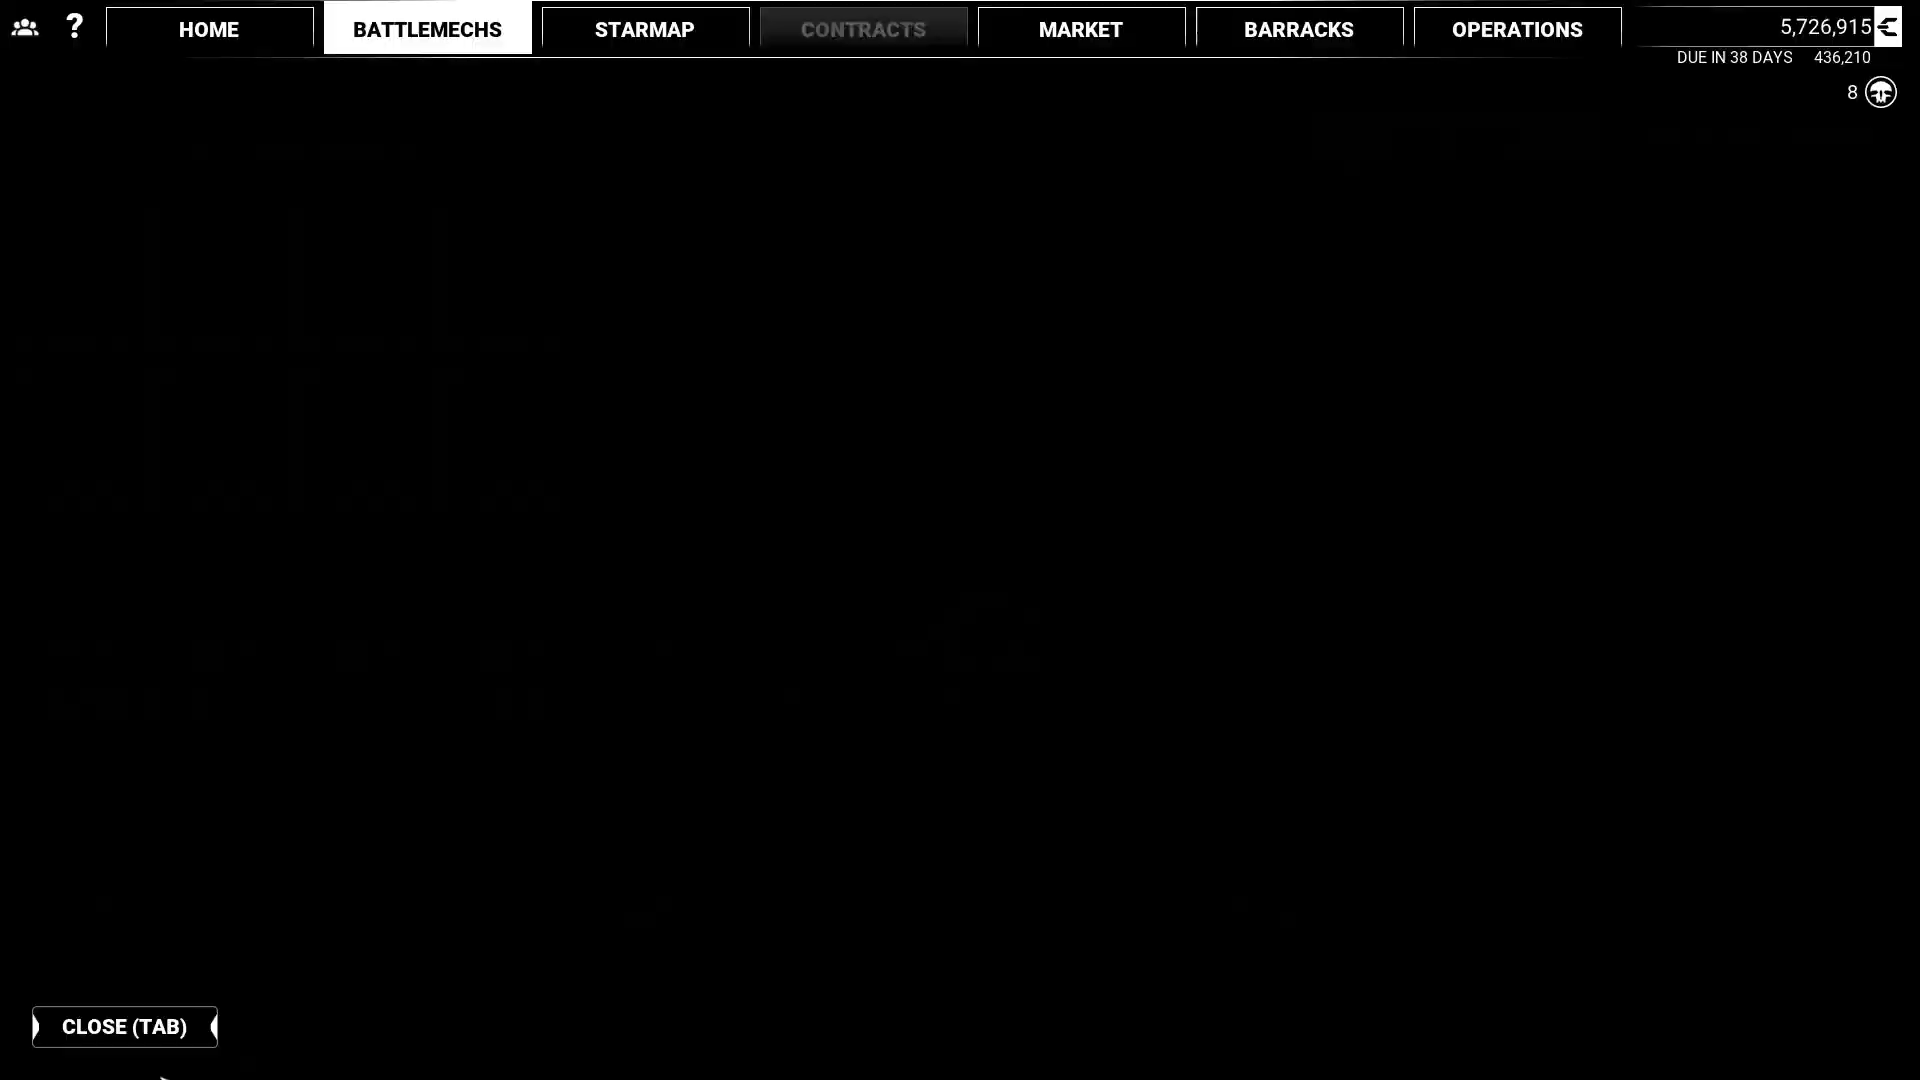 ? HOME BATTLEMECHS STARMAP CONTRACTS MARKET BARRACKS OPERATIONS 5,726,915
DUE IN 38 DAYS 436,210
8
CLOSE (TAB)